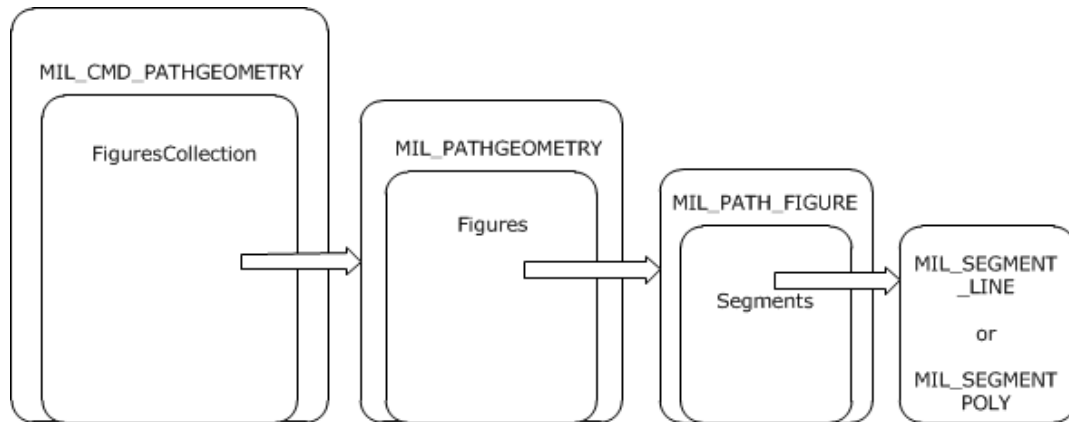 MIL_CMD_PATHGEOMETRY
FiguresCollection
MIL_PATHGEOMETRY
Figures
MIL_PATH_FIGURE
Segments
MIL_SEGMENT
_LINE
or
MIL_SEGMENT
POLY